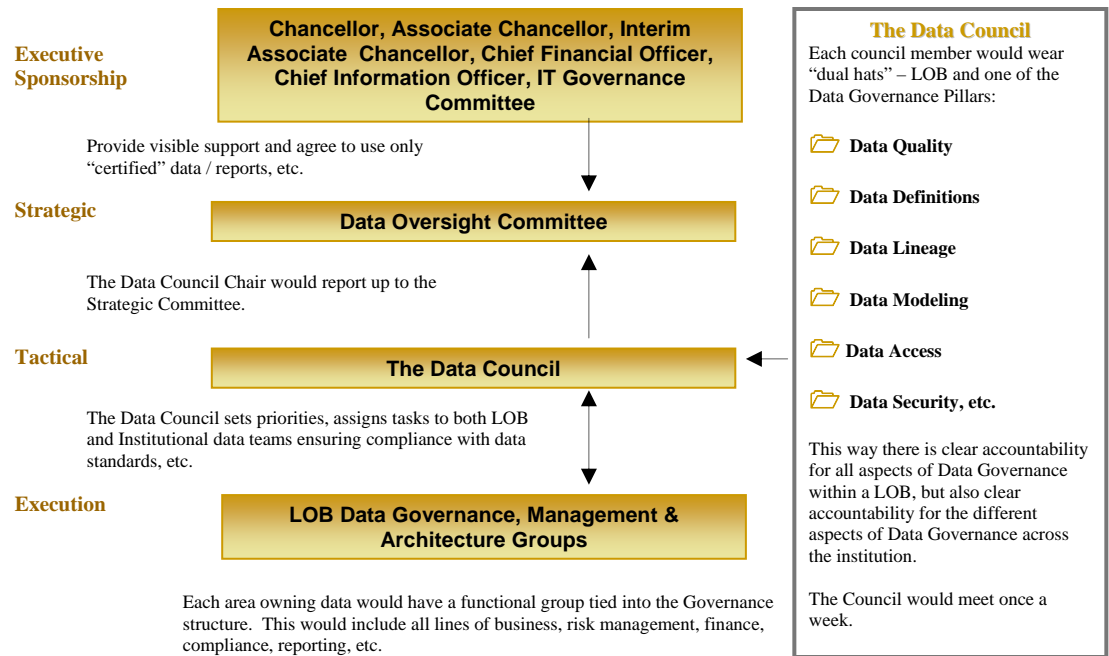 Executive
Sponsorship
Chancellor, Associate Chancellor, Interim
Associate Chancellor, Chief Financial Officer,
Chief Information Officer, IT Governance
Committee
Provide visible support and agree to use only
“certified” data / reports, etc.
Strategic
Data Oversight Committee
The Data Council Chair would report up to the
Strategic Committee.
Tactical
The Data Council
The Data Council sets priorities, assigns tasks to both LOB
and Institutional data teams ensuring compliance with data
standards, etc.
Execution
LOB Data Governance, Management &
Architecture Groups
Each area owning data would have a functional group tied into the Governance
structure. This would include all lines of business, risk management, finance,
compliance, reporting, etc.
The Data Council
Each council member would wear
“dual hats” – LOB and one of the
Data Governance Pillars:
Data Quality
Data Definitions
Data Lineage
Data Modeling
Data Access
Data Security, etc.
This way there is clear accountability
for all aspects of Data Governance
within a LOB, but also clear
accountability for the different
aspects of Data Governance across
the institution.
The Council would meet once a
week.